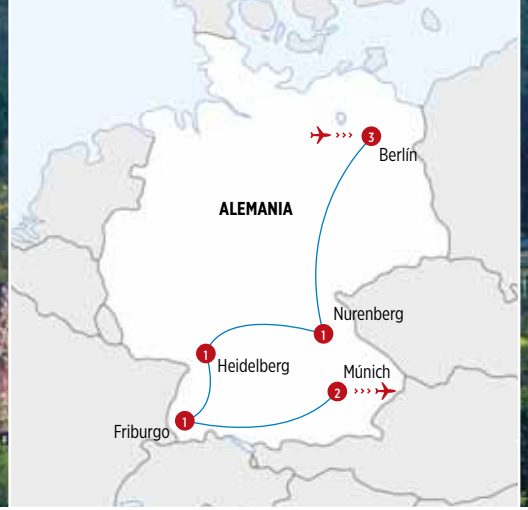 3
Berlín
ALEMANIA
Nurenberg
1
1
Heidelberg
Múnich
2
1
Friburgo